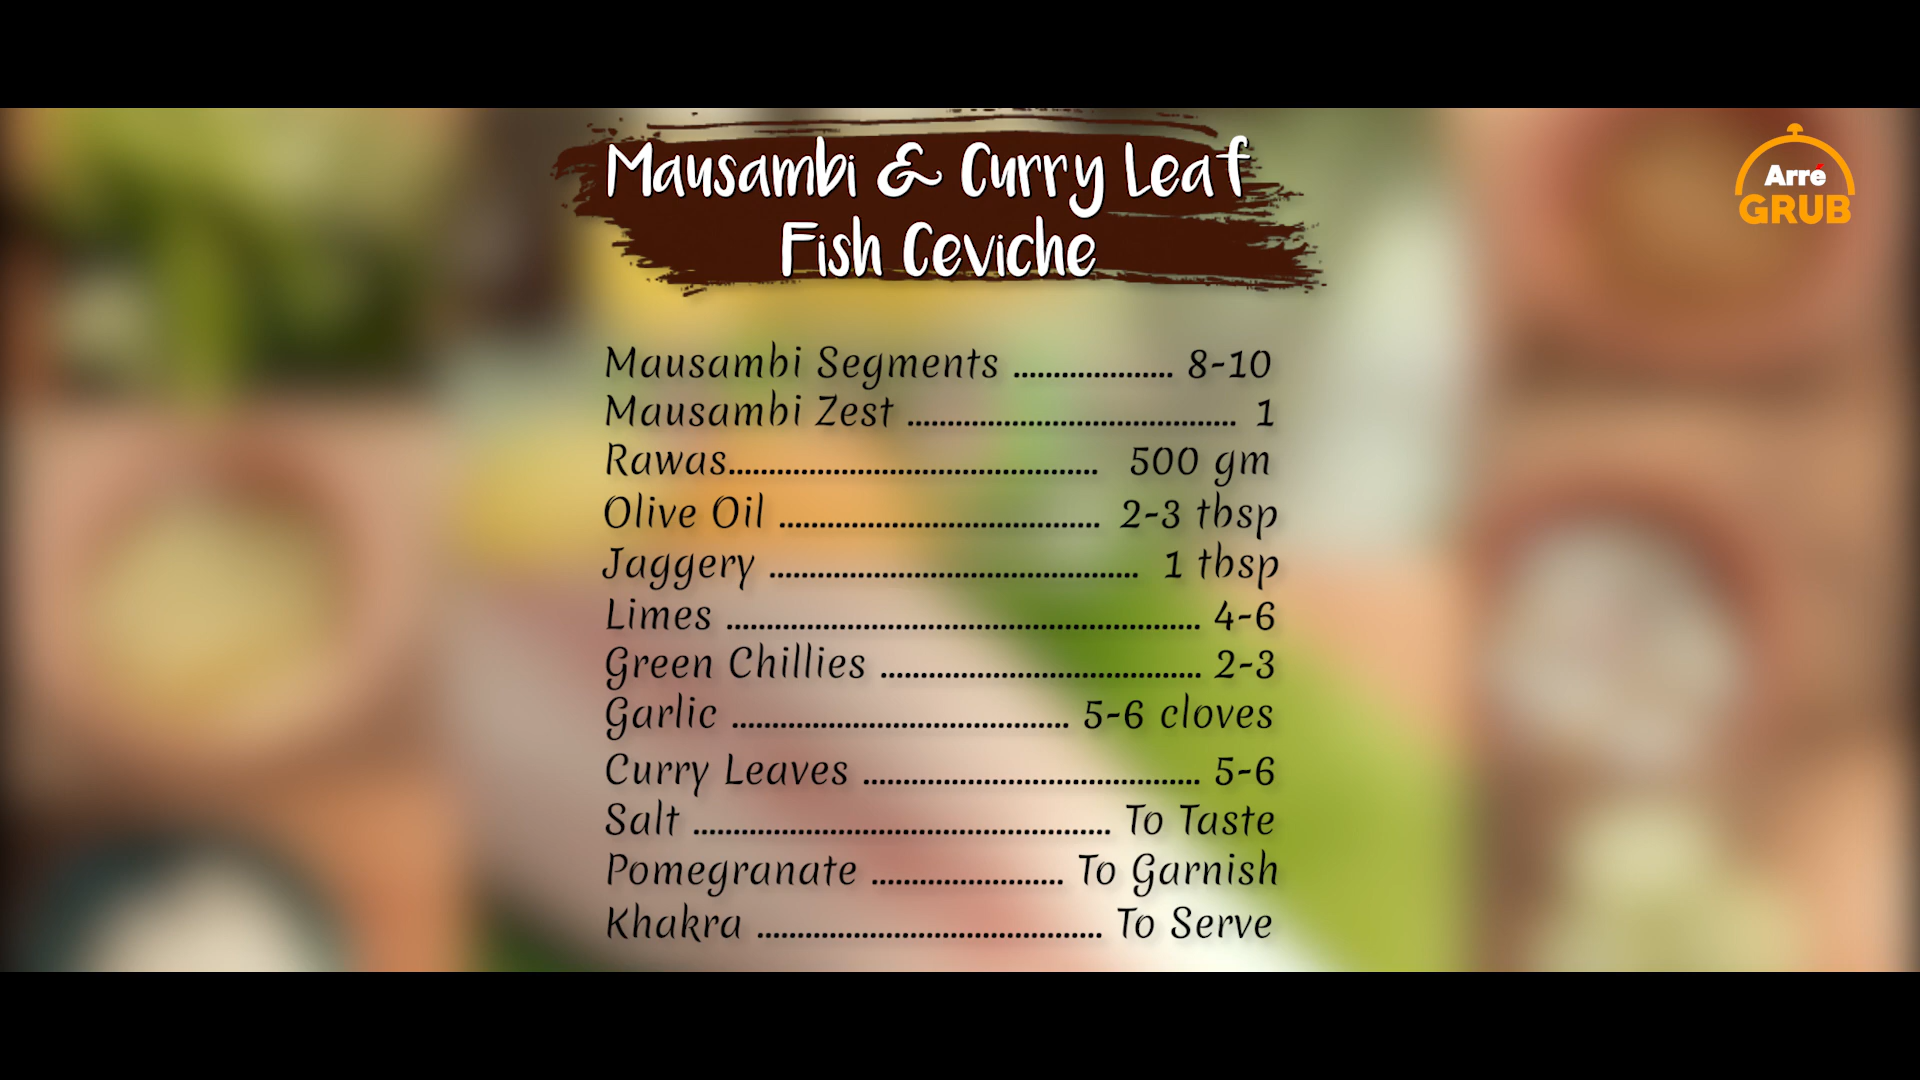 Mausambi & Curry Leaf
Fish Ceviche
Arré
GRUB
Mausambi Segments .................... 8-10
Mausambi Zest ......................................... 1
Rawas.............................................. 500 gm
Olive Oil ........................................ 2-3 tbsp
Jaggery .............................................. 1 tbsp
Limes ........................................................... 4-6
Green Chillies ........................................ 2-3
Garlic .......................................... 5-6 cloves
Curry Leaves .......................................... 5-6
Salt .................................................... To Taste
Pomegranate ........................ To Garnish
Khakra ........................................... To Serve